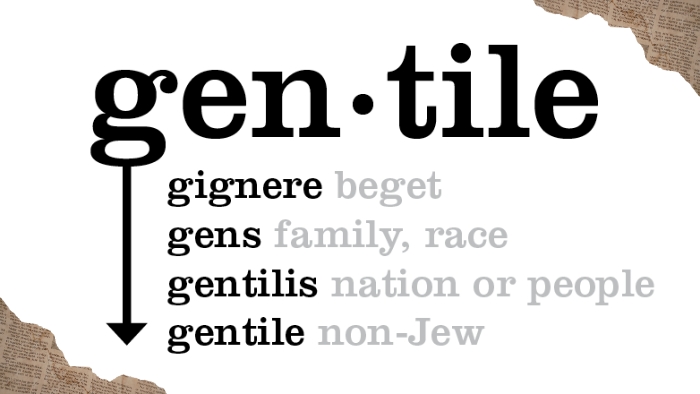 gen·tile
gignere beget
gens family, race
gentilis nation or people
gentile non-Jew